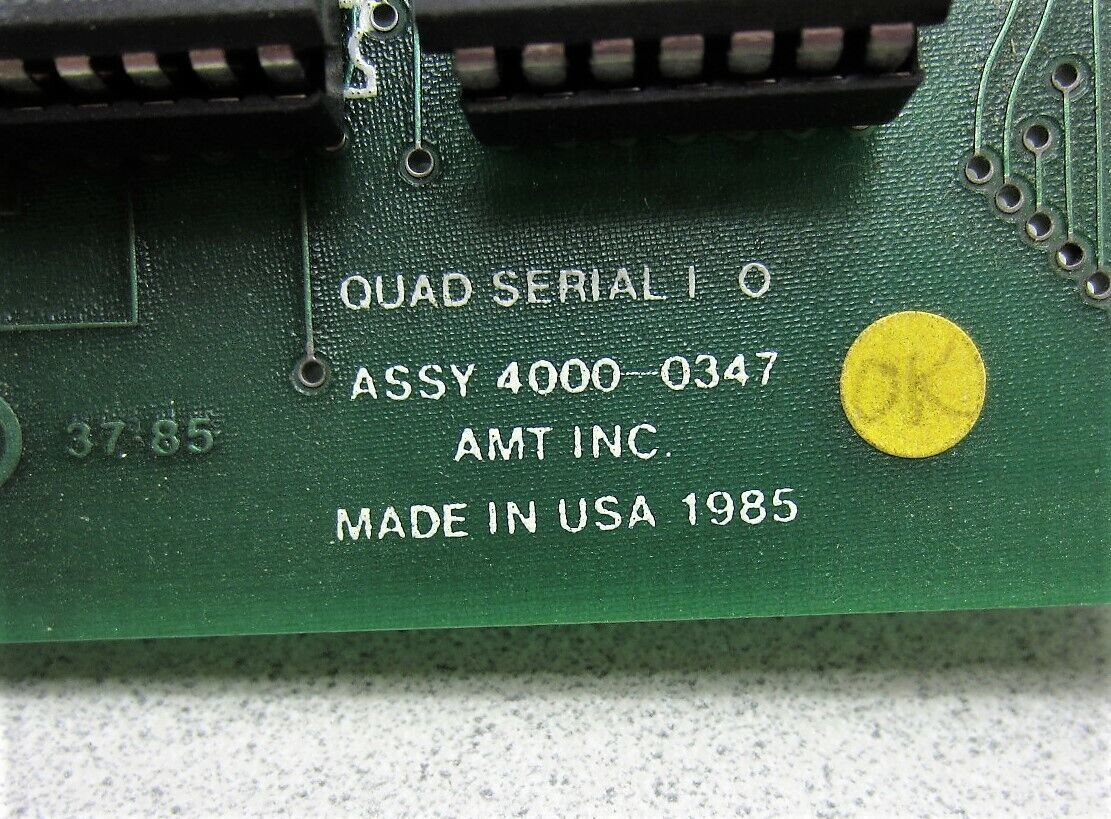 QUAD SERIAL I O
ASSY 4000-0347
37-85
AMT INC.
MADE IN USA 1985
OK